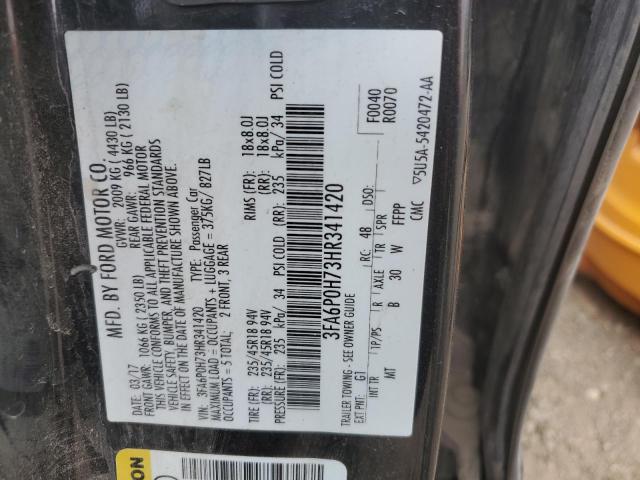 MFD. BY FORD MOTOR CO.
03/17 GVWR: 2009 KG ( 4430 LB)
FRONT GAWR: 1066 KG ( 2350 LB) REAR GAWR: 966 KG ( 2130 LB)
THIS VEHICLE CONFORMS TO ALL APPLICABLE FEDERAL MOTOR
VEHICLE SAFETY, BUMPER, AND THEFT PREVENTION STANDARDS
IN EFFECT ON THE DATE OF MANUFACTURE SHOWN ABOVE.
VIN: 3FA6P0H73HR341420 TYPE: Passenger Car
MAXIMUM LOAD = OCCUPANTS + LUGGAGE = 375KG/ 827LB
OCCUPANTS = 5 TOTAL: 2 FRONT, 3 REAR
TIRE (FR): 235/45R18 94V RIMS (FR): 18x8.0J
(RR): 235/45R18 94V (RR): 18x8.0J
PRESSURE (FR): 235 kPa/ 34 PSI COLD (RR): 235 kPa/ 34 PSI COLD
3FA6P0H73HR341420
F0040
R0070
TRAILER TOWING - SEE OWNER GUIDE
EXT PNT: G1 RC: 4B DSO:
INT TR TP/PS R AXLE TR SPR
MT B 30 W FFPP
CMC ▽5U5A-5420472-AA
ON